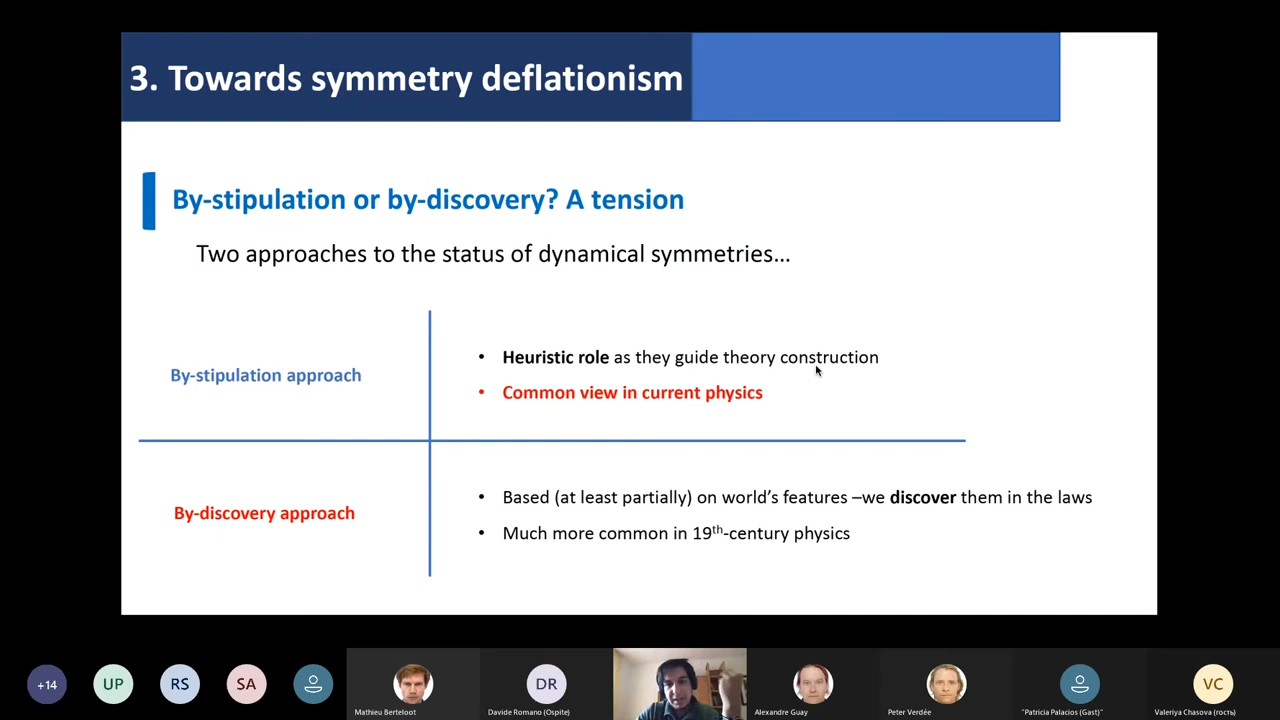 3. Towards symmetry deflationism
By-stipulation or by-discovery? A tension
Two approaches to the status of dynamical symmetries…
By-stipulation approach
• Heuristic role as they guide theory construction
• Common view in current physics
By-discovery approach
• Based (at least partially) on world's features –we discover them in the laws
• Much more common in 19th-century physics
+14
UP
RS
SA
Mathieu Berteloot
DR
Davide Romano (Ospite)
Alexandre Guay
Peter Verdée
"Patricia Palacios (Gast)"
VC
Valeriya Chasova (гость)